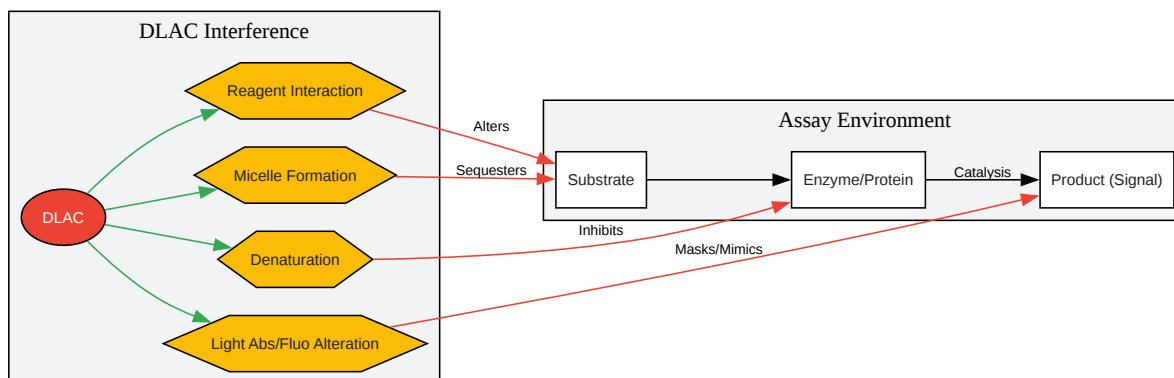 DLAC Interference
Reagent Interaction
Alters
Assay Environment
Micelle Formation
Sequesters
Substrate
Enzyme/Protein
Catalysis
Product (Signal)
DLAC
Inhibits
Denaturation
Masks/Mimics
Light Abs/Fluo Alteration